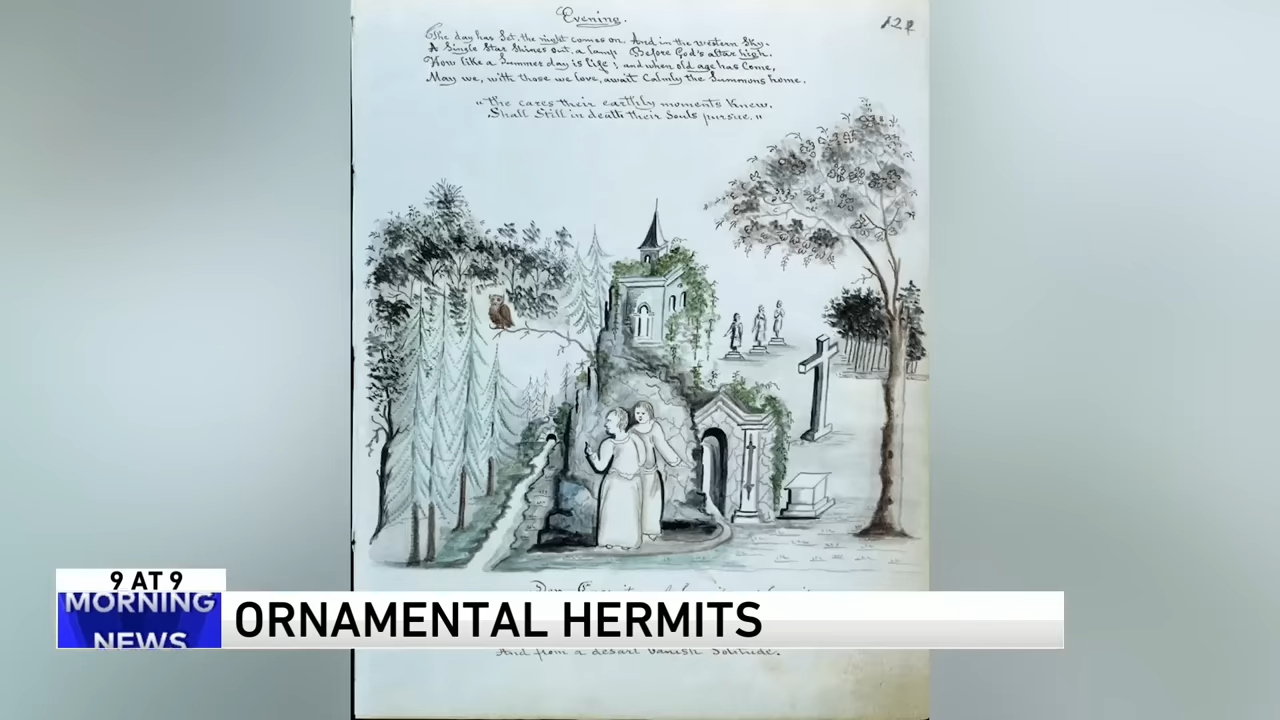 Evening.
122
The day has Set, the night comes on, And in the western Sky.
A Single Star Shines out, a lamp Before God's altar high.
How like a Summer day is life; and when old age has Come,
May we, with those we love, await Calmly the Summons home.
"The cares their earthly moments Knew.
Shall Still in death their Souls pursue."
9 AT 9
MORNING
NEWS
ORNAMENTAL HERMITS
And from a desart Vanish Solitude.